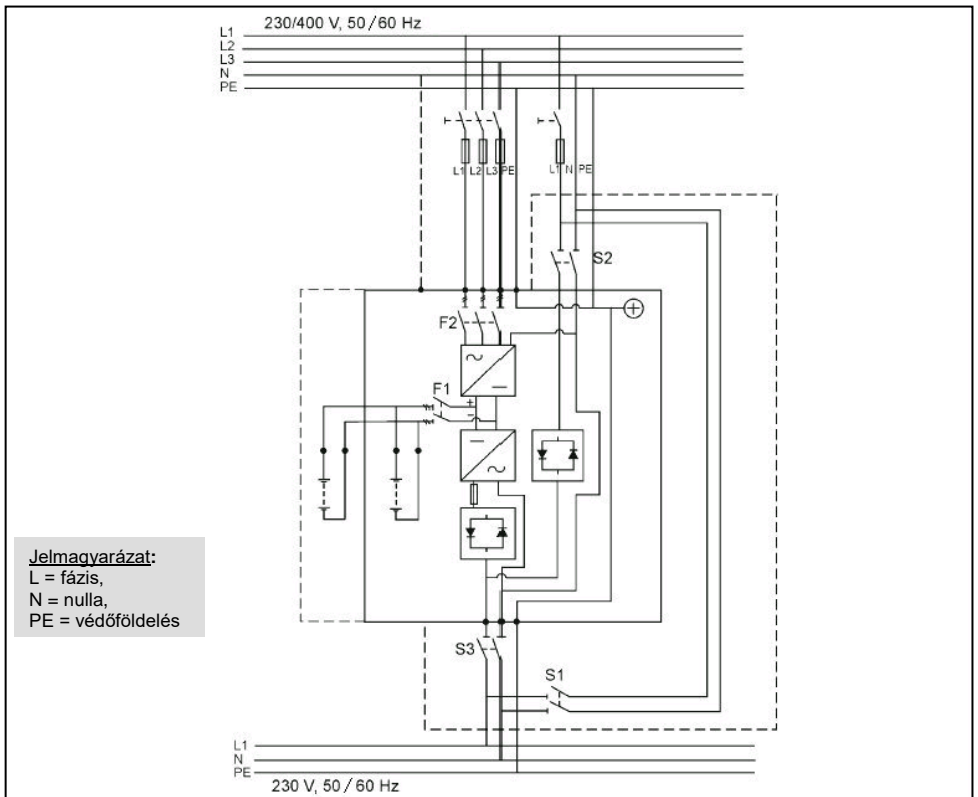 230/400 V, 50/60 Hz
L1
L2
L3
N
PE
L1 L2 L3 PE
L1 N PE
S2
F2
F1
+
−
Jelmagyarázat:
L = fázis,
N = nulla,
PE = védőföldelés
S3
S1
L1
N
PE
230 V, 50/60 Hz